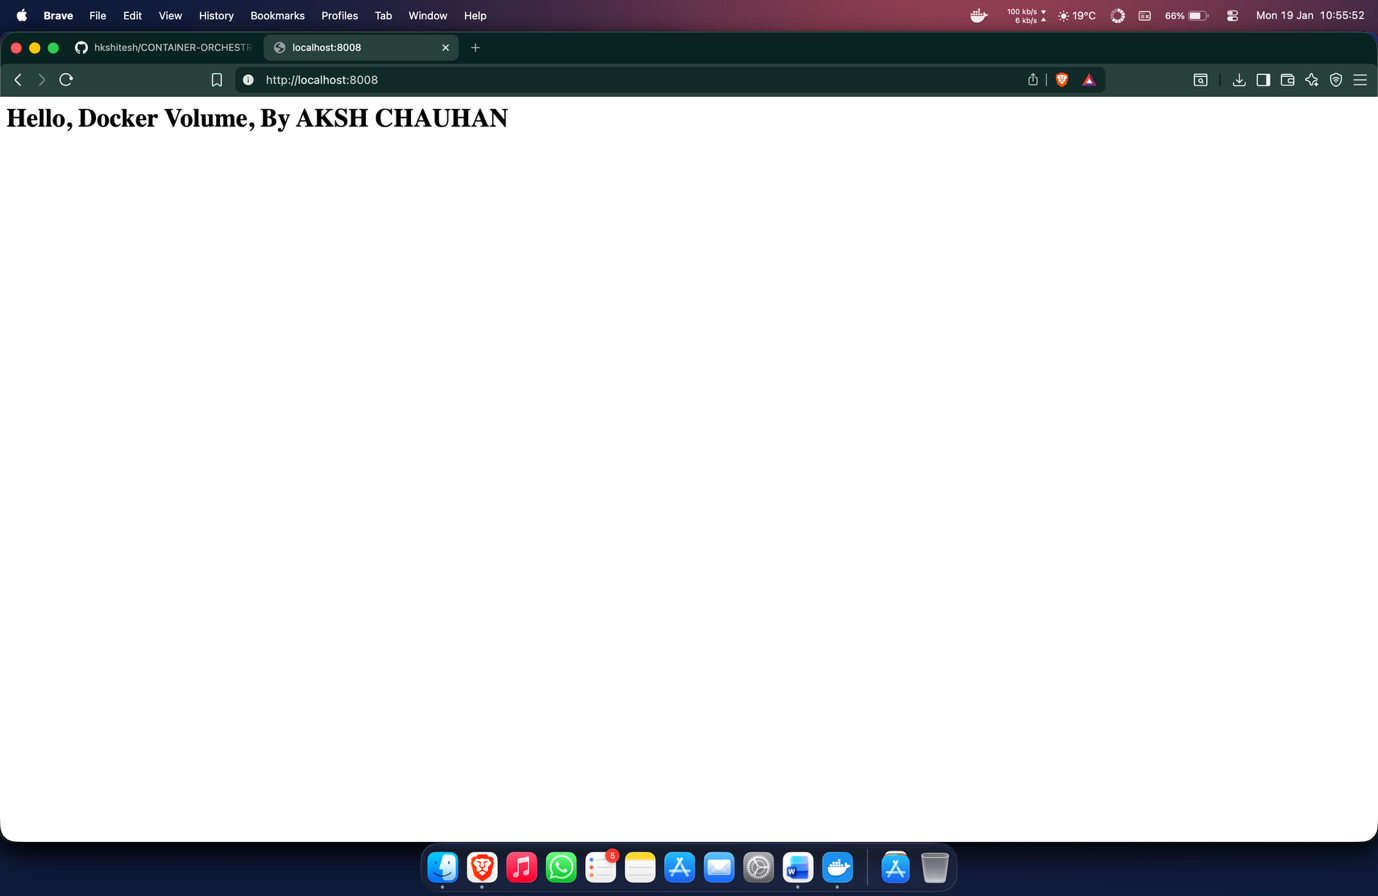 Brave File Edit View History Bookmarks Profiles Tab Window Help 100 kb/s 6 kb/s 19°C 66% Mon 19 Jan 10:55:52
hkshitesh/CONTAINER-ORCHESTR localhost:8008
http://localhost:8008
Hello, Docker Volume, By AKSH CHAUHAN
5
W